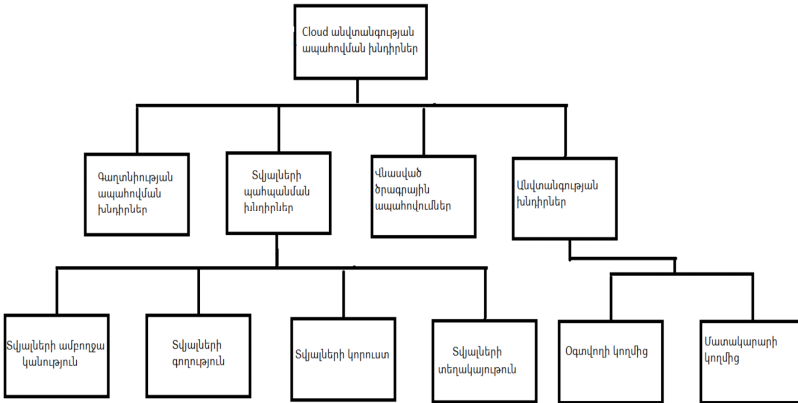 Cloud անվտանգության
ապահովման խնդիրներ
Գաղտնիության
ապահովման
խնդիրներ
Տվյալների
պահպանման
խնդիրներ
Վնասված
ծրագրային
ապահովումներ
Անվտանգության
խնդիրներ
Տվյալների ամբողջա
կանություն
Տվյալների
գողություն
Տվյալների կորուստ
Տվյալների
տեղակայութուն
Օգտվողի կողմից
Մատակարարի
կողմից